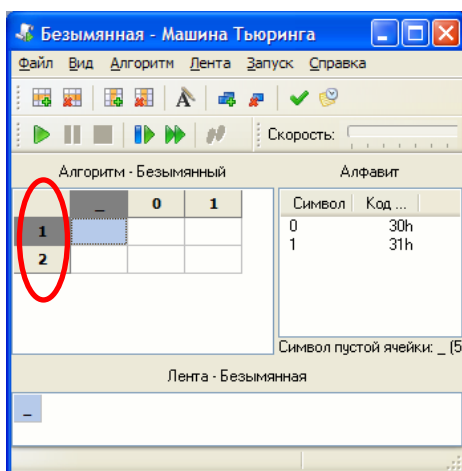 Безымянная - Машина Тьюринга
Файл Вид Алгоритм Лента Запуск Справка
Скорость:
Алгоритм - Безымянный
_ 0 1
1
2
Алфавит
Символ Код ...
0 30h
1 31h
Символ пустой ячейки: _ (5
Лента - Безымянная
_